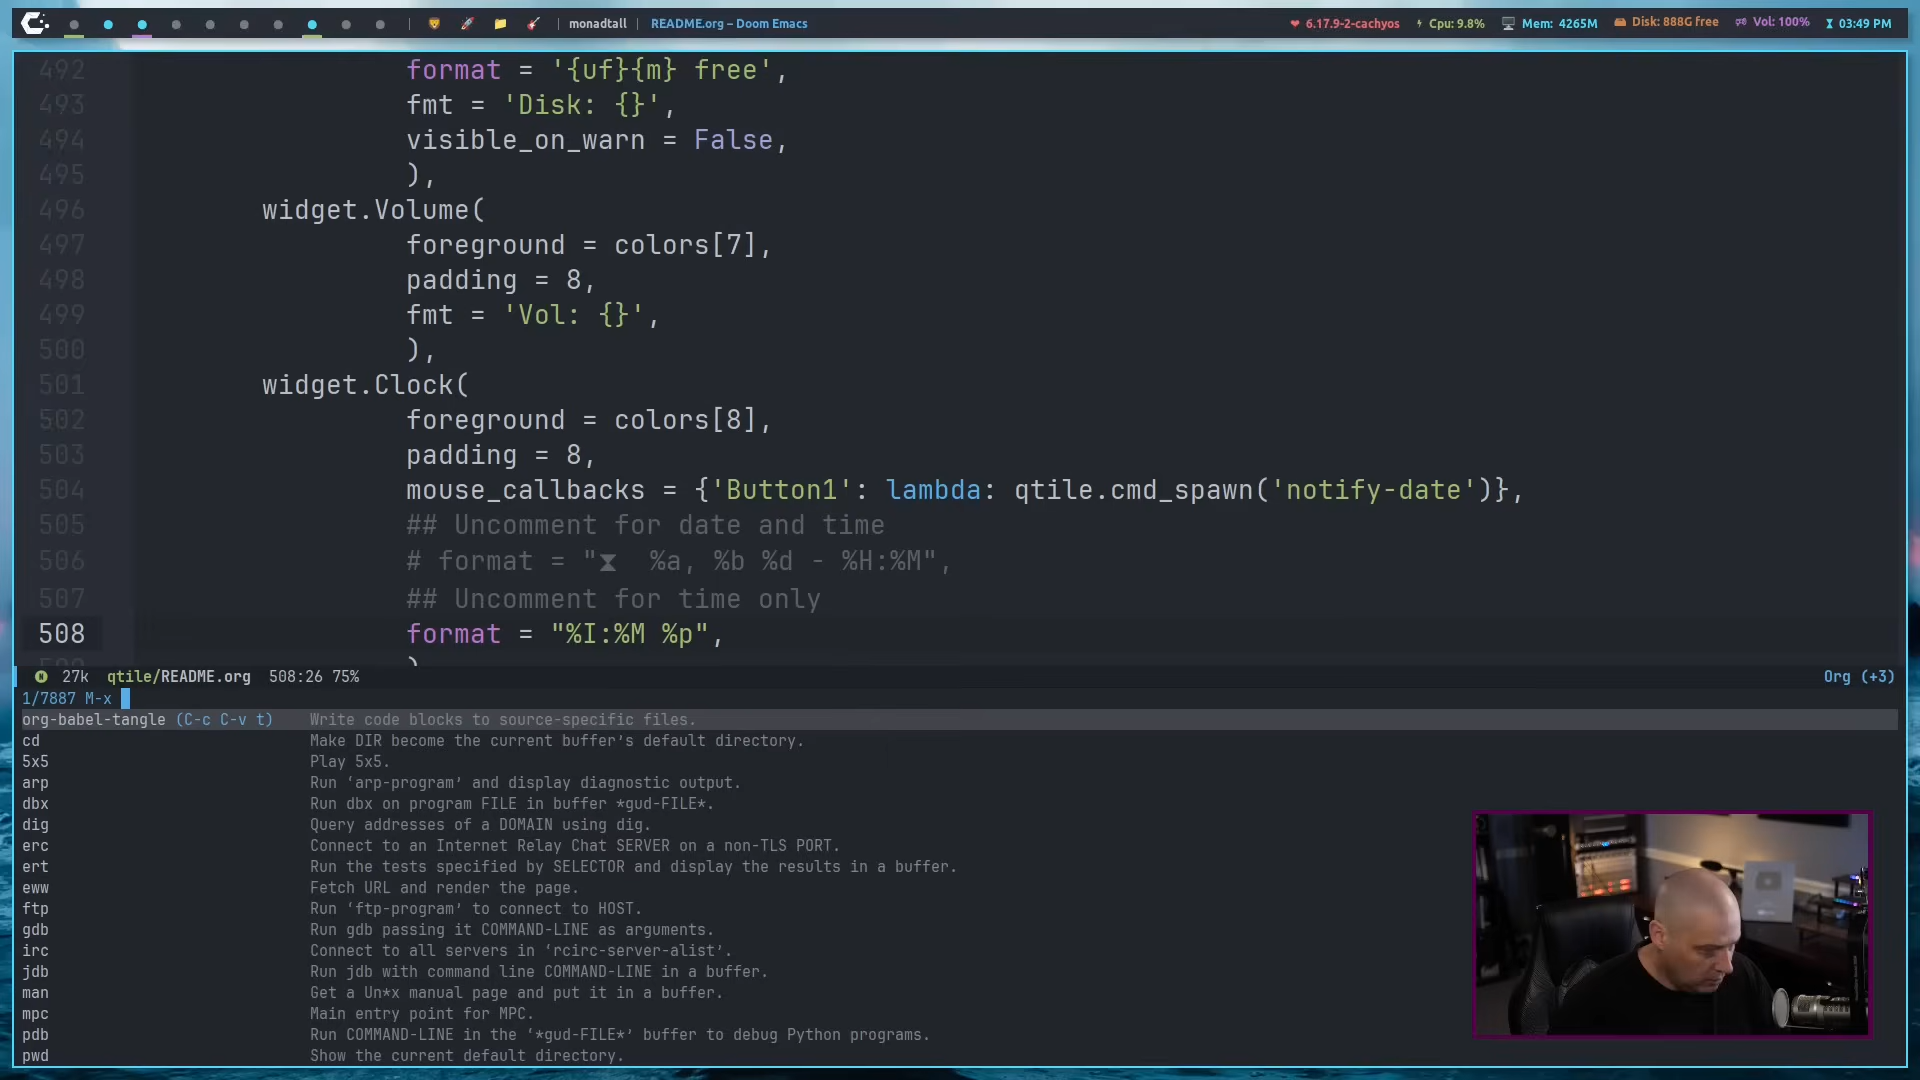 monadtall | README.org – Doom Emacs 6.17.9-2-cachyos Cpu: 9.8% Mem: 4265M Disk: 888G free Vol: 100% 03:49 PM
492 format = '{uf}{m} free',
493 fmt = 'Disk: {}',
494 visible_on_warn = False,
495 ),
496 widget.Volume(
497 foreground = colors[7],
498 padding = 8,
499 fmt = 'Vol: {}',
500 ),
501 widget.Clock(
502 foreground = colors[8],
503 padding = 8,
504 mouse_callbacks = {'Button1': lambda: qtile.cmd_spawn('notify-date')},
505 ## Uncomment for date and time
506 # format = "⧗  %a, %b %d - %H:%M",
507 ## Uncomment for time only
508 format = "%I:%M %p",
N 27k qtile/README.org 508:26 75% Org (+3)
1/7887 M-x
org-babel-tangle (C-c C-v t) Write code blocks to source-specific files.
cd Make DIR become the current buffer’s default directory.
5x5 Play 5x5.
arp Run ‘arp-program’ and display diagnostic output.
dbx Run dbx on program FILE in buffer *gud-FILE*.
dig Query addresses of a DOMAIN using dig.
erc Connect to an Internet Relay Chat SERVER on a non-TLS PORT.
ert Run the tests specified by SELECTOR and display the results in a buffer.
eww Fetch URL and render the page.
ftp Run ‘ftp-program’ to connect to HOST.
gdb Run gdb passing it COMMAND-LINE as arguments.
irc Connect to all servers in ‘rcirc-server-alist’.
jdb Run jdb with command line COMMAND-LINE in a buffer.
man Get a Un*x manual page and put it in a buffer.
mpc Main entry point for MPC.
pdb Run COMMAND-LINE in the ‘*gud-FILE*’ buffer to debug Python programs.
pwd Show the current default directory.